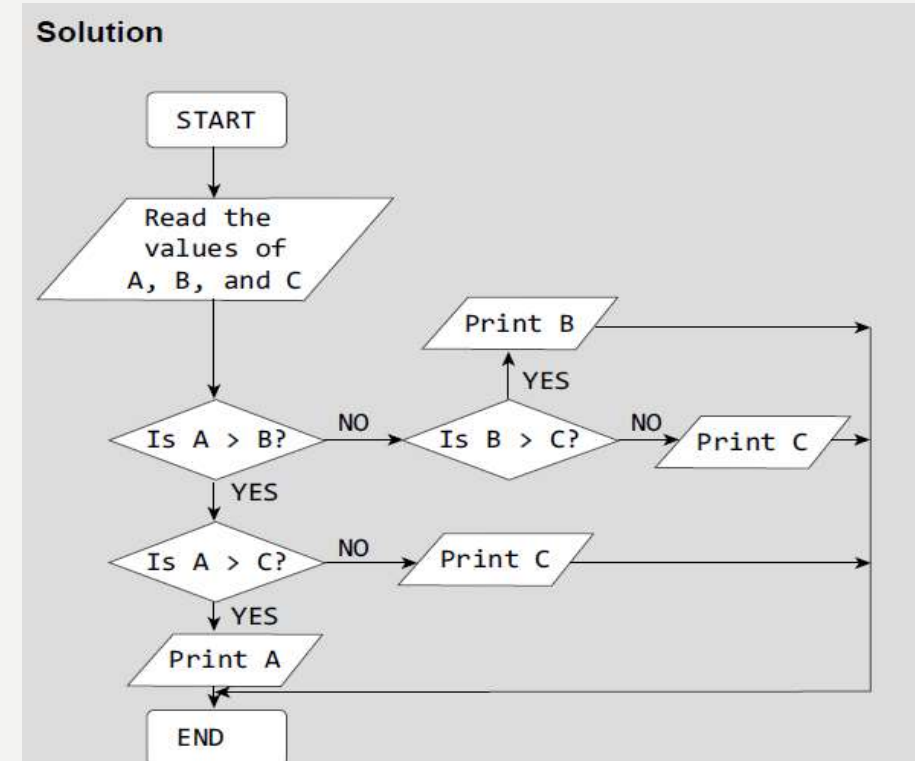 Solution
START
Read the
values of
A, B, and C
Print B
YES
Is A > B?
NO
Is B > C?
NO
Print C
YES
Is A > C?
NO
Print C
YES
Print A
END